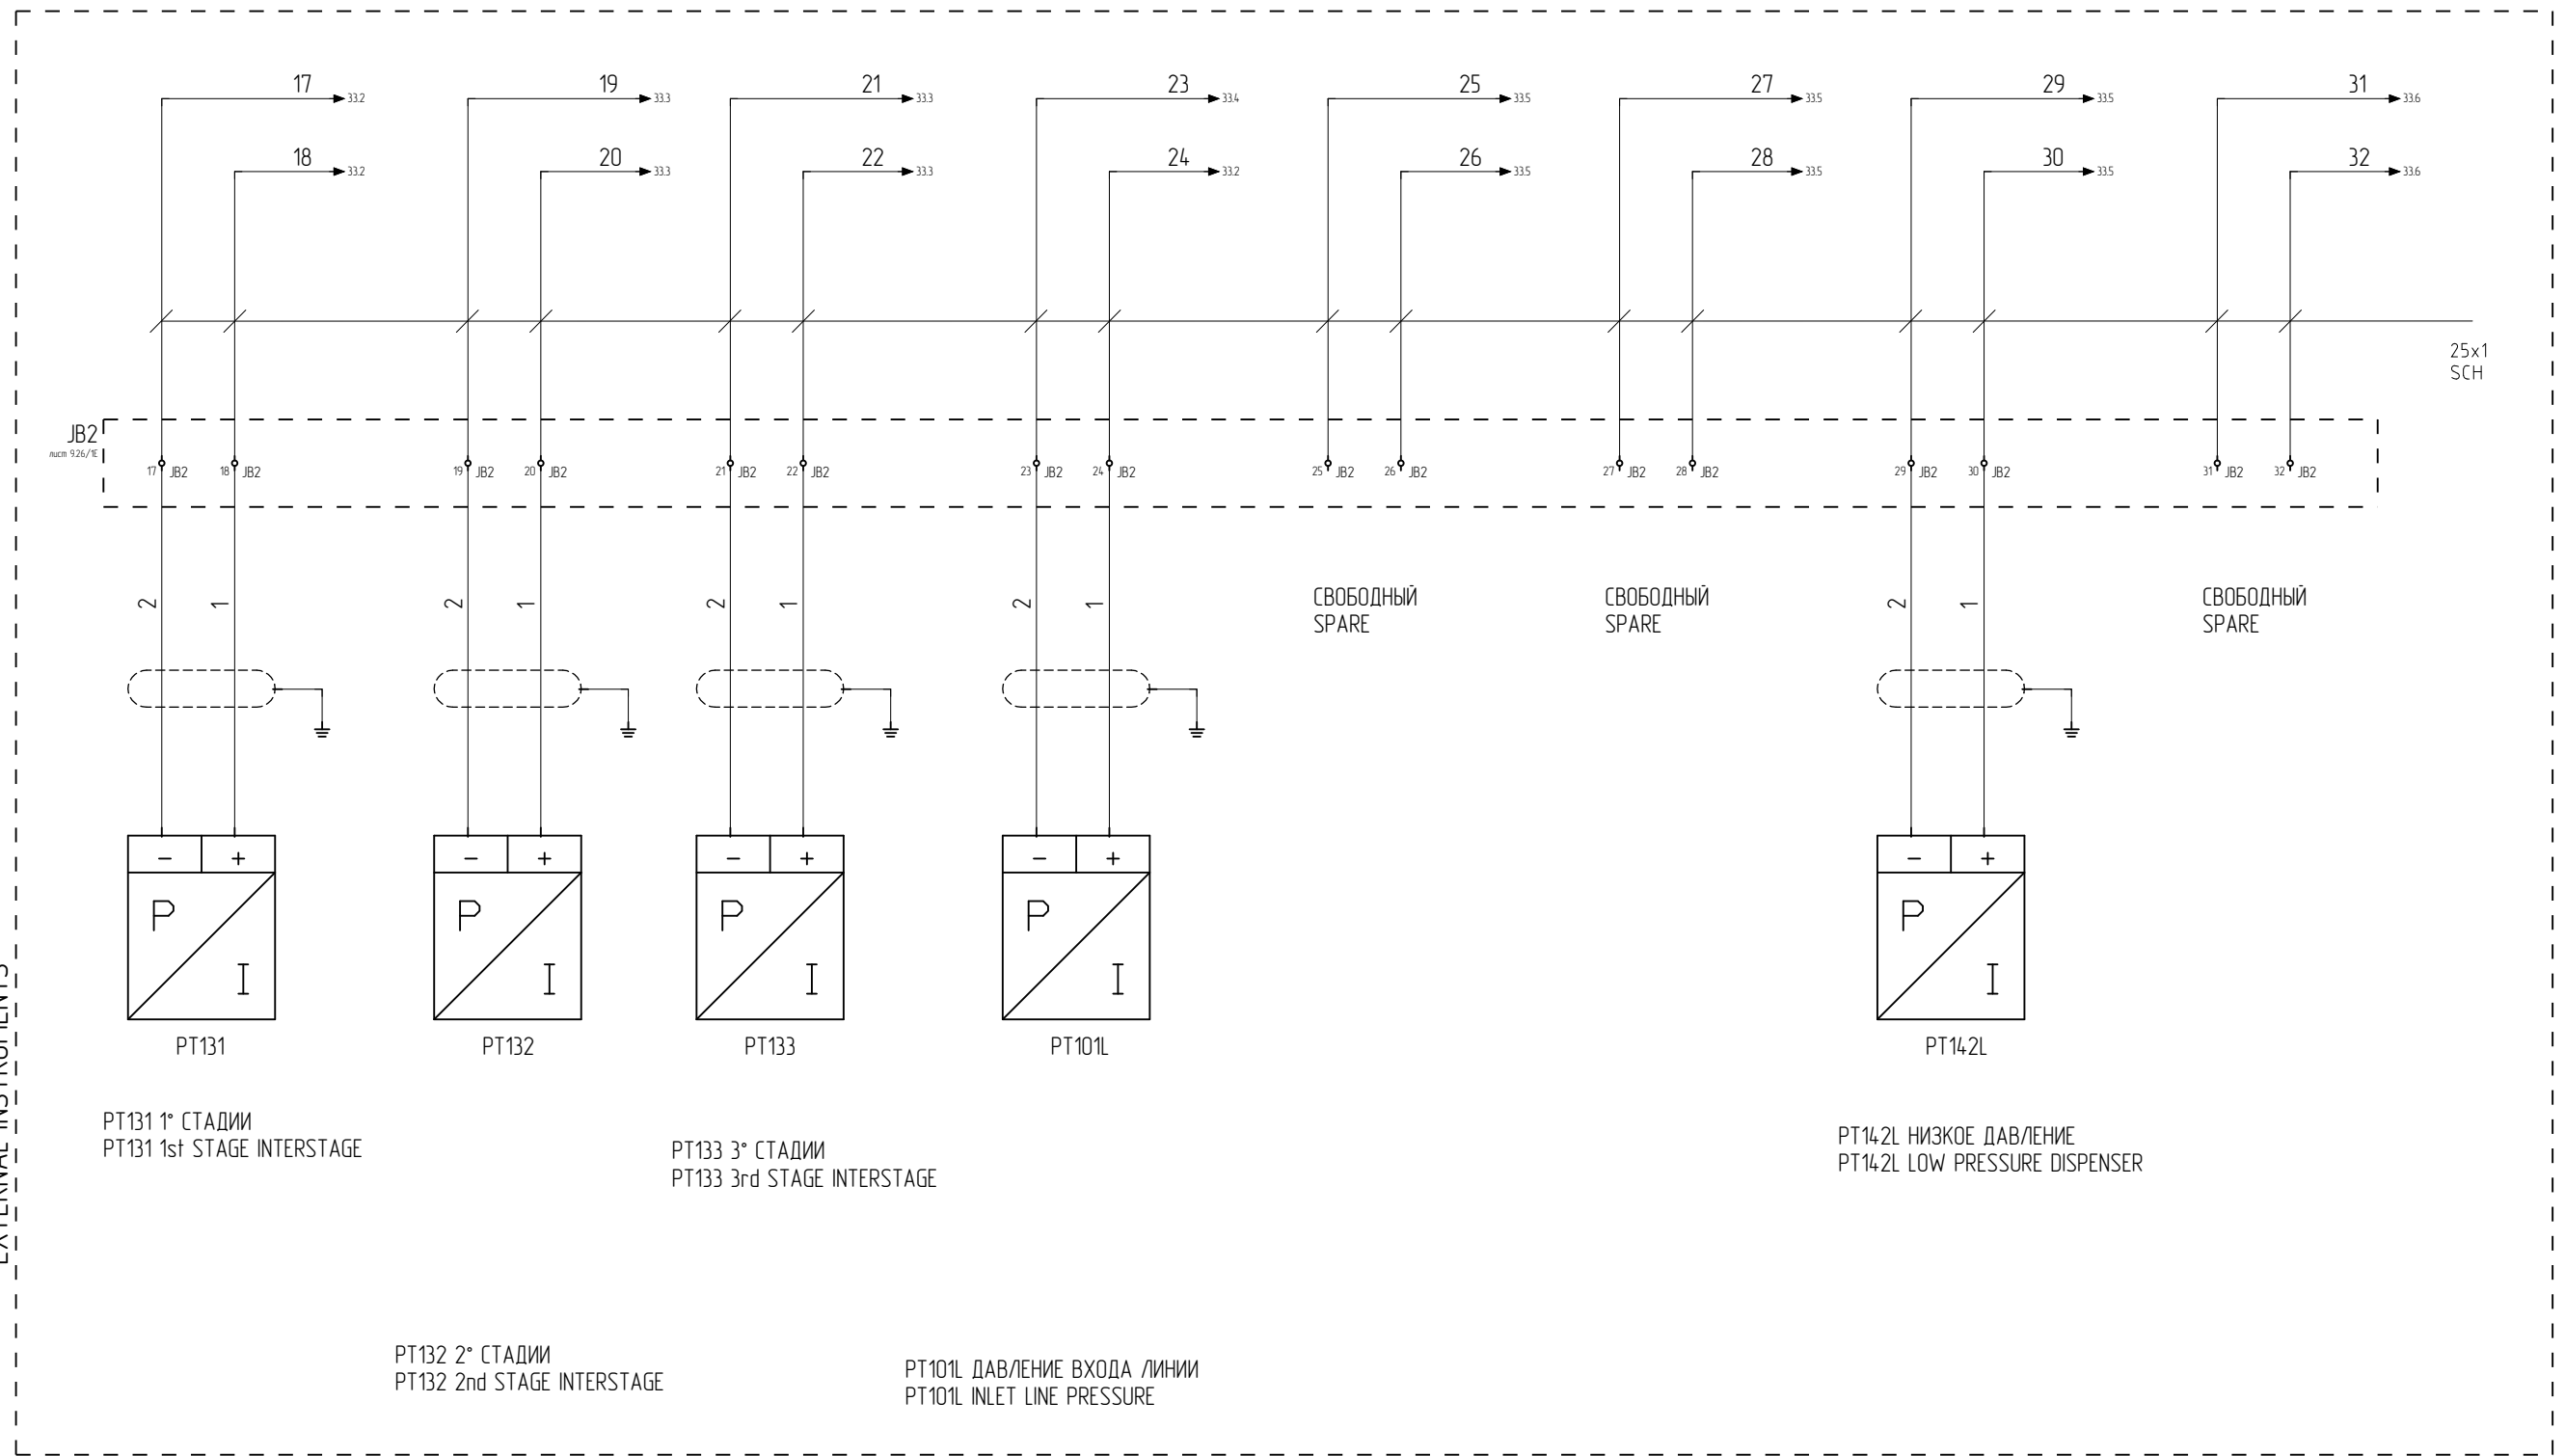 17 33.2 19 33.3 21 33.3 23 33.4 25 33.5 27 33.5 29 33.5 31 33.6
18 33.2 20 33.3 22 33.3 24 33.2 26 33.5 28 33.5 30 33.5 32 33.6
25x1
SCH
JB2
лист 9.26/1E
17 JB2 18 JB2 19 JB2 20 JB2 21 JB2 22 JB2 23 JB2 24 JB2 25 JB2 26 JB2 27 JB2 28 JB2 29 JB2 30 JB2 31 JB2 32 JB2
2 1 2 1 2 1 2 1 2 1
СВОБОДНЫЙ
SPARE
СВОБОДНЫЙ
SPARE
СВОБОДНЫЙ
SPARE
- + - + - + - + - +
P P P P P
I I I I I
PT131 PT132 PT133 PT101L PT142L
EXTERNAL INSTRUMENTS
PT131 1° СТАДИИ
PT131 1st STAGE INTERSTAGE
PT133 3° СТАДИИ
PT133 3rd STAGE INTERSTAGE
PT142L НИЗКОЕ ДАВЛЕНИЕ
PT142L LOW PRESSURE DISPENSER
PT132 2° СТАДИИ
PT132 2nd STAGE INTERSTAGE
PT101L ДАВЛЕНИЕ ВХОДА ЛИНИИ
PT101L INLET LINE PRESSURE